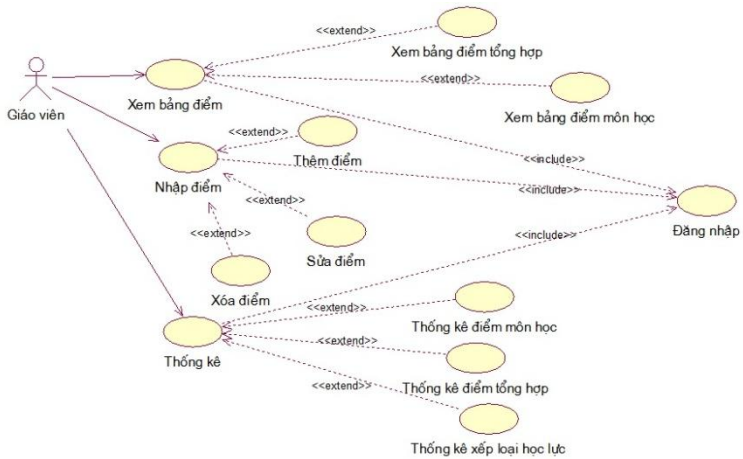 <<extend>>
Xem bảng điểm tổng hợp
<<extend>>
Giáo viên
Xem bảng điểm
Xem bảng điểm môn học
<<extend>>
Thêm điểm
<<include>>
Nhập điểm
<<extend>>
<<include>>
Đăng nhập
<<extend>>
Sửa điểm
<<include>>
Xóa điểm
<<extend>>
Thống kê điểm môn học
Thống kê
<<extend>>
<<extend>>
Thống kê điểm tổng hợp
Thống kê xếp loại học lực